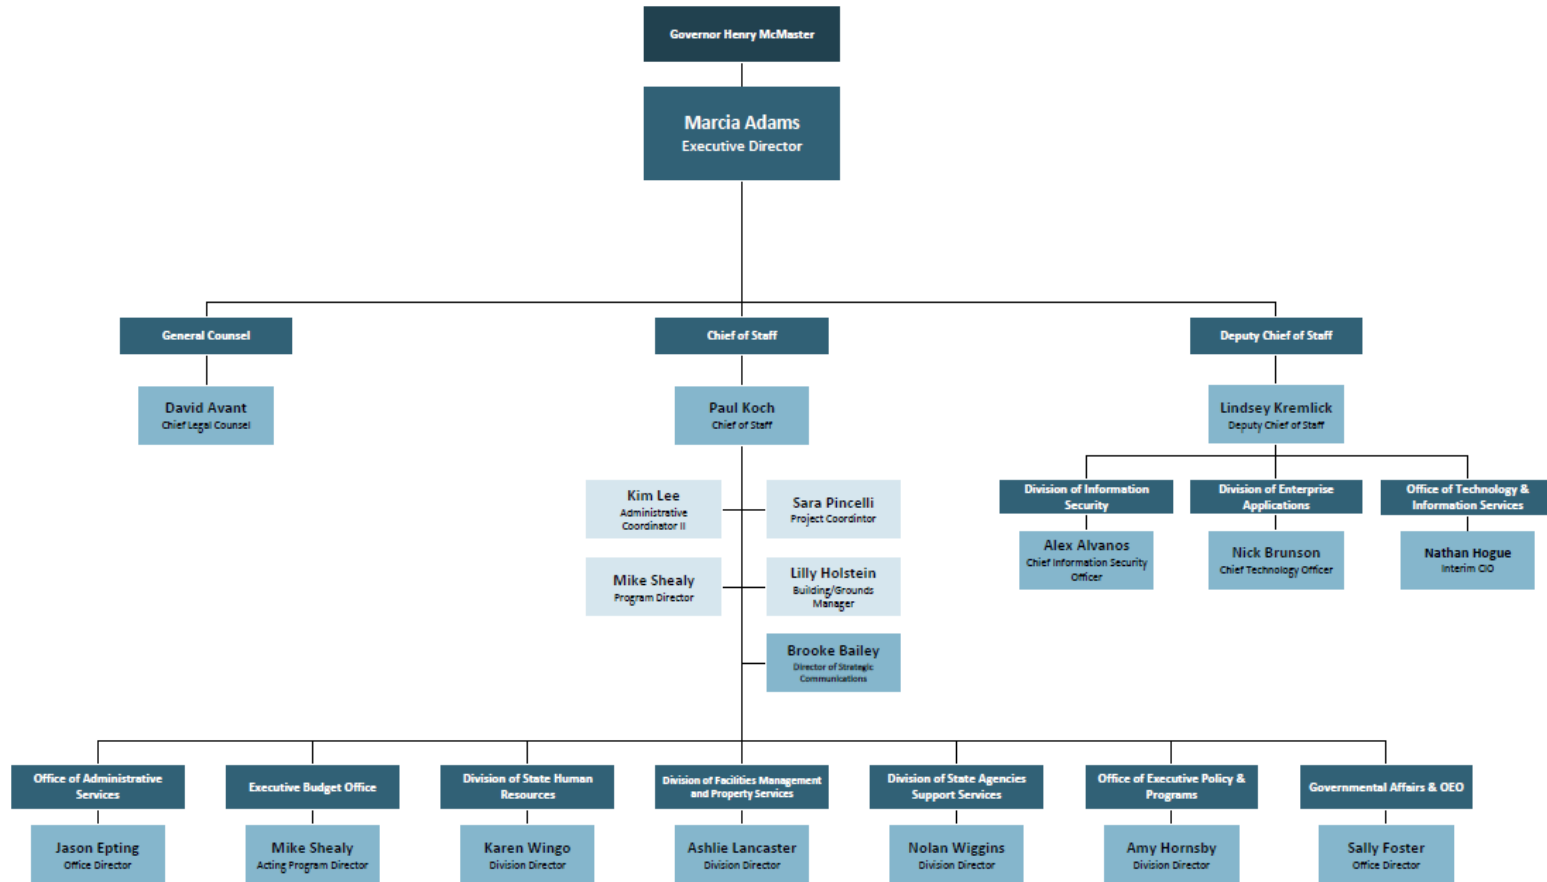 Governor Henry McMaster
Marcia Adams
Executive Director
General Counsel
Chief of Staff
Deputy Chief of Staff
David Avant
Chief Legal Counsel
Paul Koch
Chief of Staff
Lindsey Kremlick
Deputy Chief of Staff
Kim Lee
Administrative
Coordinator II
Sara Pincelli
Project Coordintor
Division of Information
Security
Division of Enterprise
Applications
Office of Technology &
Information Services
Alex Alvanos
Chief Information Security
Officer
Nick Brunson
Chief Technology Officer
Nathan Hogue
Interim CIO
Mike Shealy
Program Director
Lilly Holstein
Building/Grounds
Manager
Brooke Bailey
Director of Strategic
Communications
Office of Administrative
Services
Executive Budget Office
Division of State Human
Resources
Division of Facilities Management
and Property Services
Division of State Agencies
Support Services
Office of Executive Policy &
Programs
Governmental Affairs & OEO
Jason Epting
Office Director
Mike Shealy
Acting Program Director
Karen Wingo
Division Director
Ashlie Lancaster
Division Director
Nolan Wiggins
Division Director
Amy Hornsby
Division Director
Sally Foster
Office Director